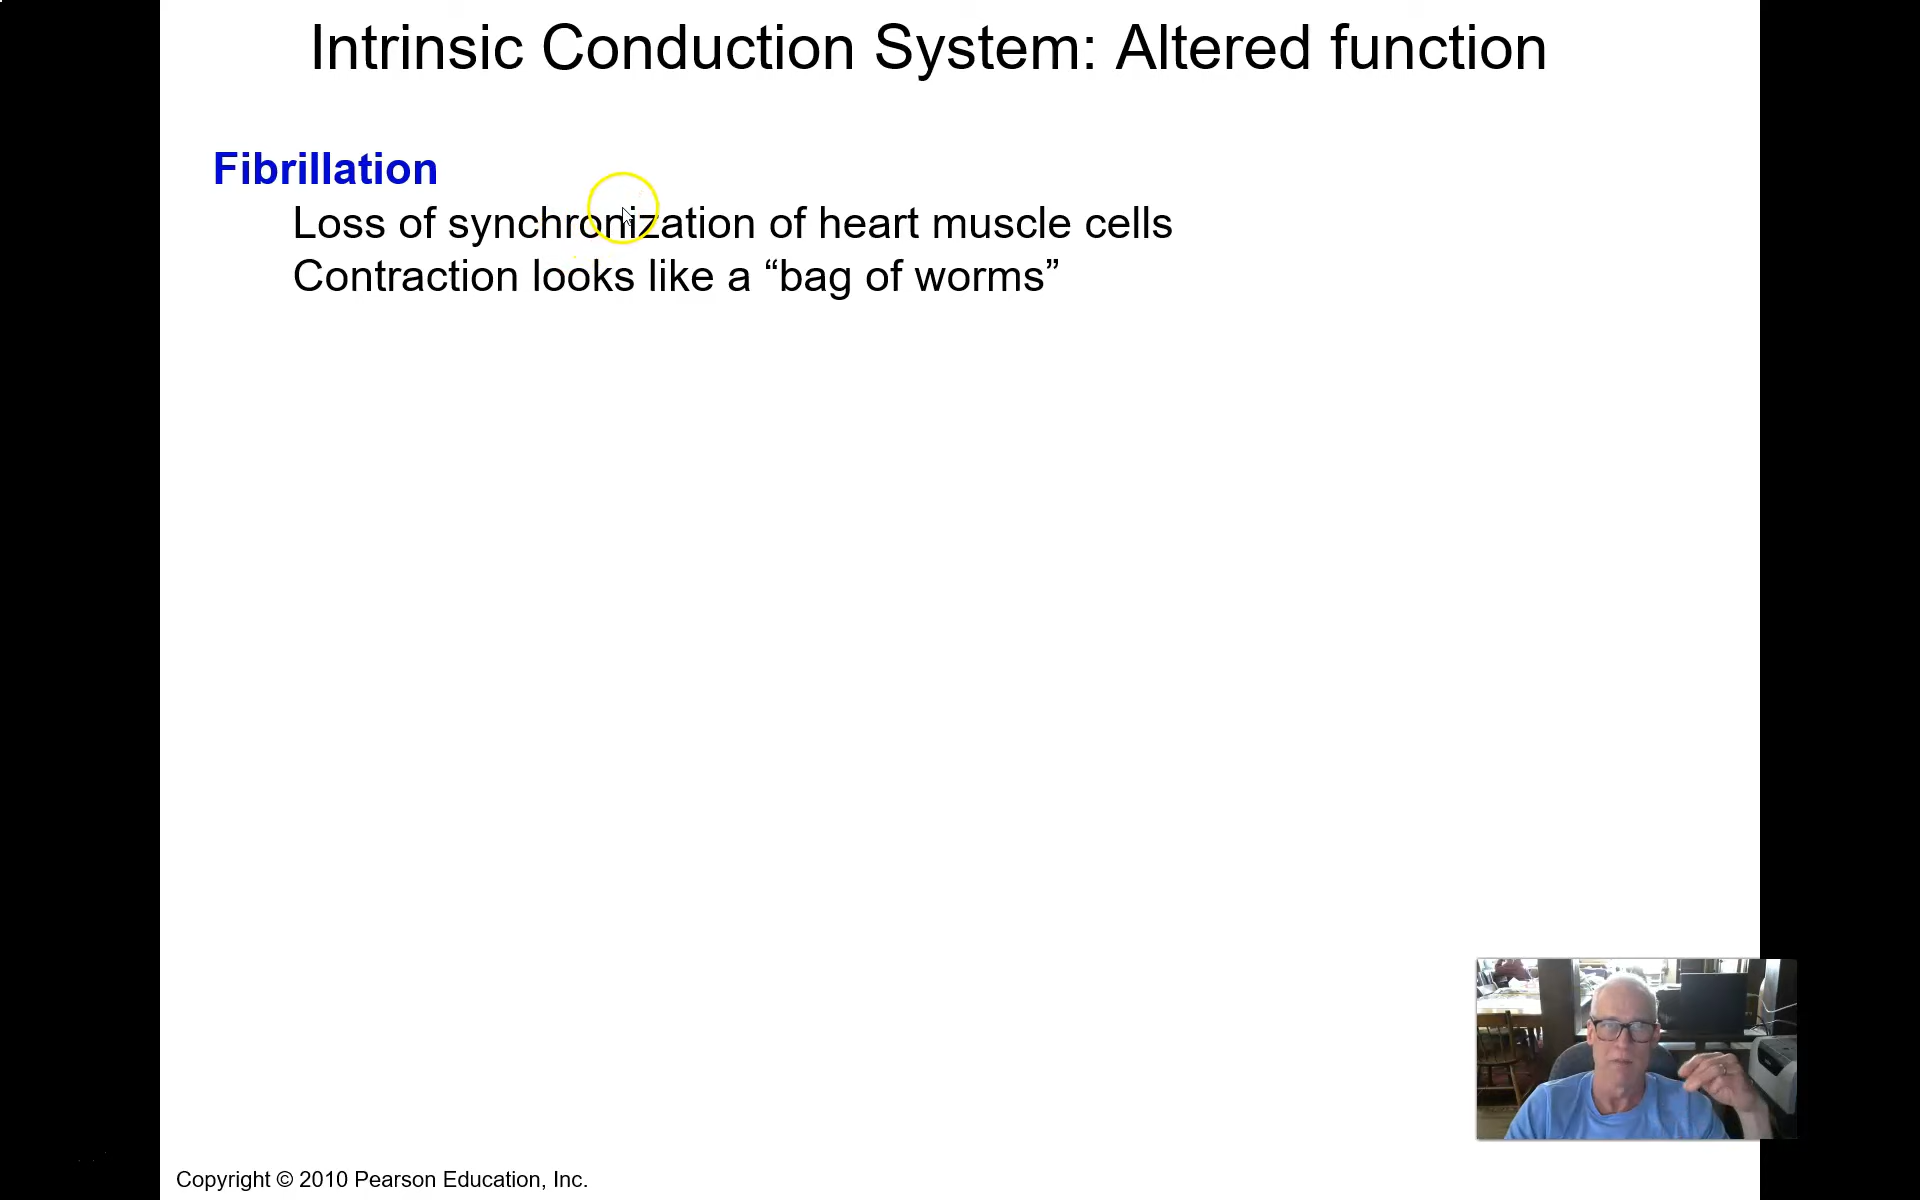 Intrinsic Conduction System: Altered function
Fibrillation
Loss of synchronization of heart muscle cells
Contraction looks like a “bag of worms”
Copyright © 2010 Pearson Education, Inc.